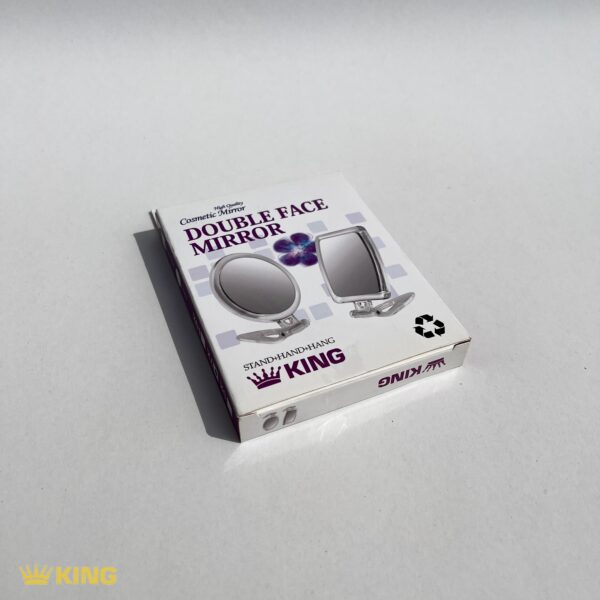 High Quality
Cosmetic Mirror
DOUBLE FACE
MIRROR
STAND•HAND•HANG
KING
KING
KING